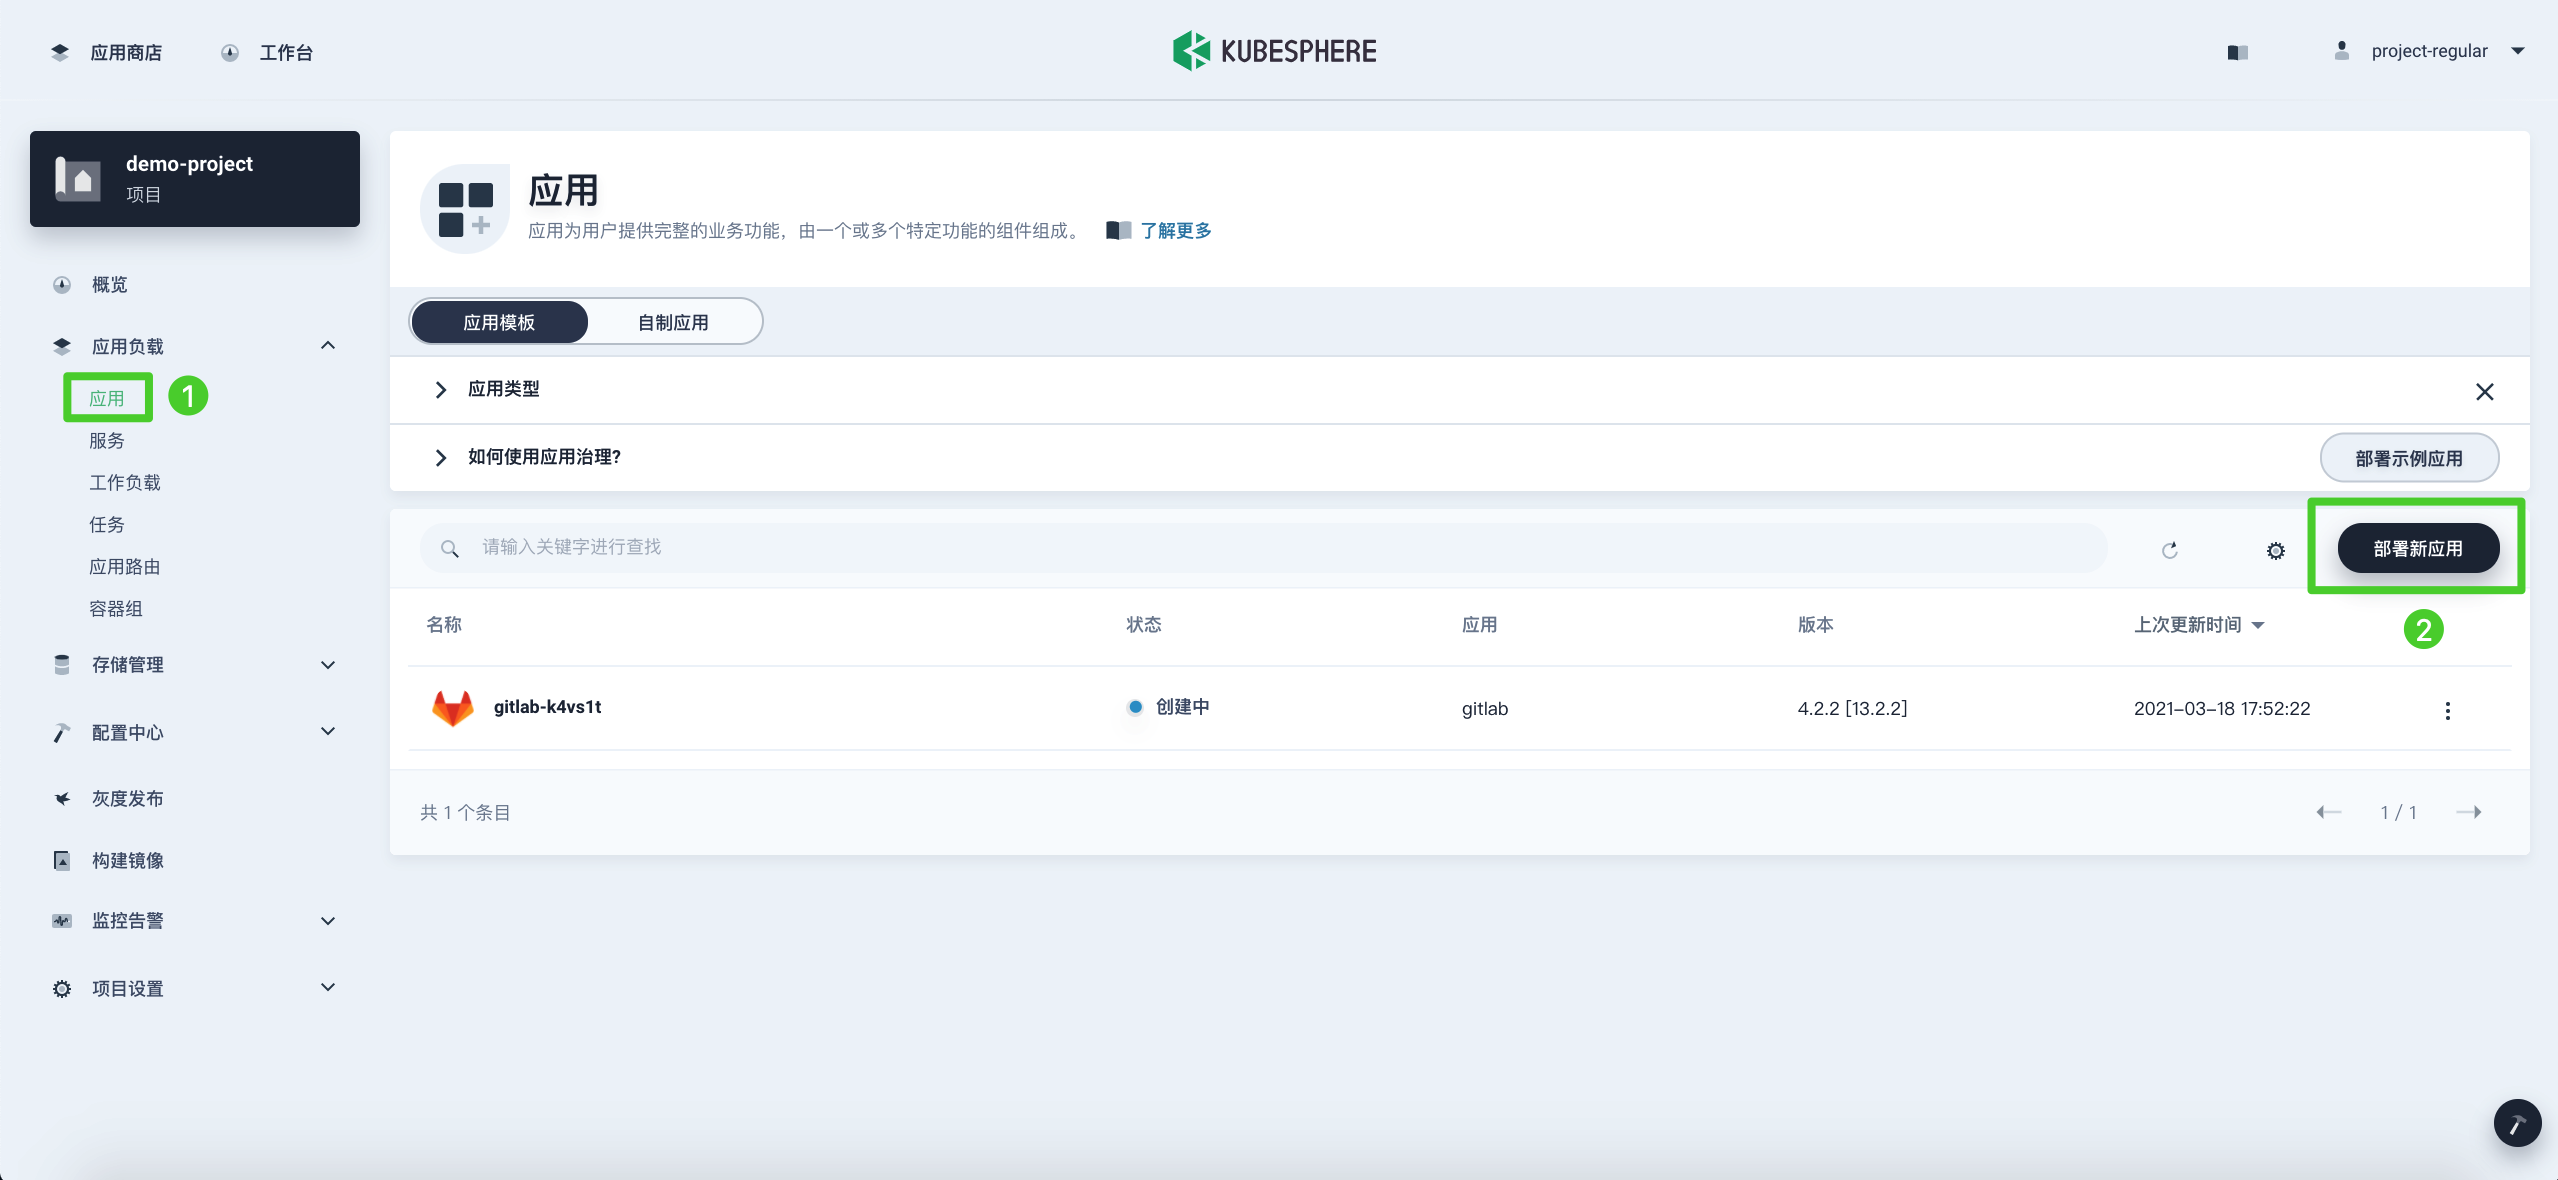 应用商店
工作台
KUBESPHERE
project-regular
demo-project
项目
概览
应用负载
应用
1
服务
工作负载
任务
应用路由
容器组
存储管理
配置中心
灰度发布
构建镜像
监控告警
项目设置
应用
应用为用户提供完整的业务功能，由一个或多个特定功能的组件组成。 了解更多
应用模板
自制应用
应用类型
如何使用应用治理?
部署示例应用
请输入关键字进行查找
部署新应用
2
名称 状态 应用 版本 上次更新时间
gitlab-k4vs1t 创建中 gitlab 4.2.2 [13.2.2] 2021-03-18 17:52:22
共 1 个条目
1 / 1